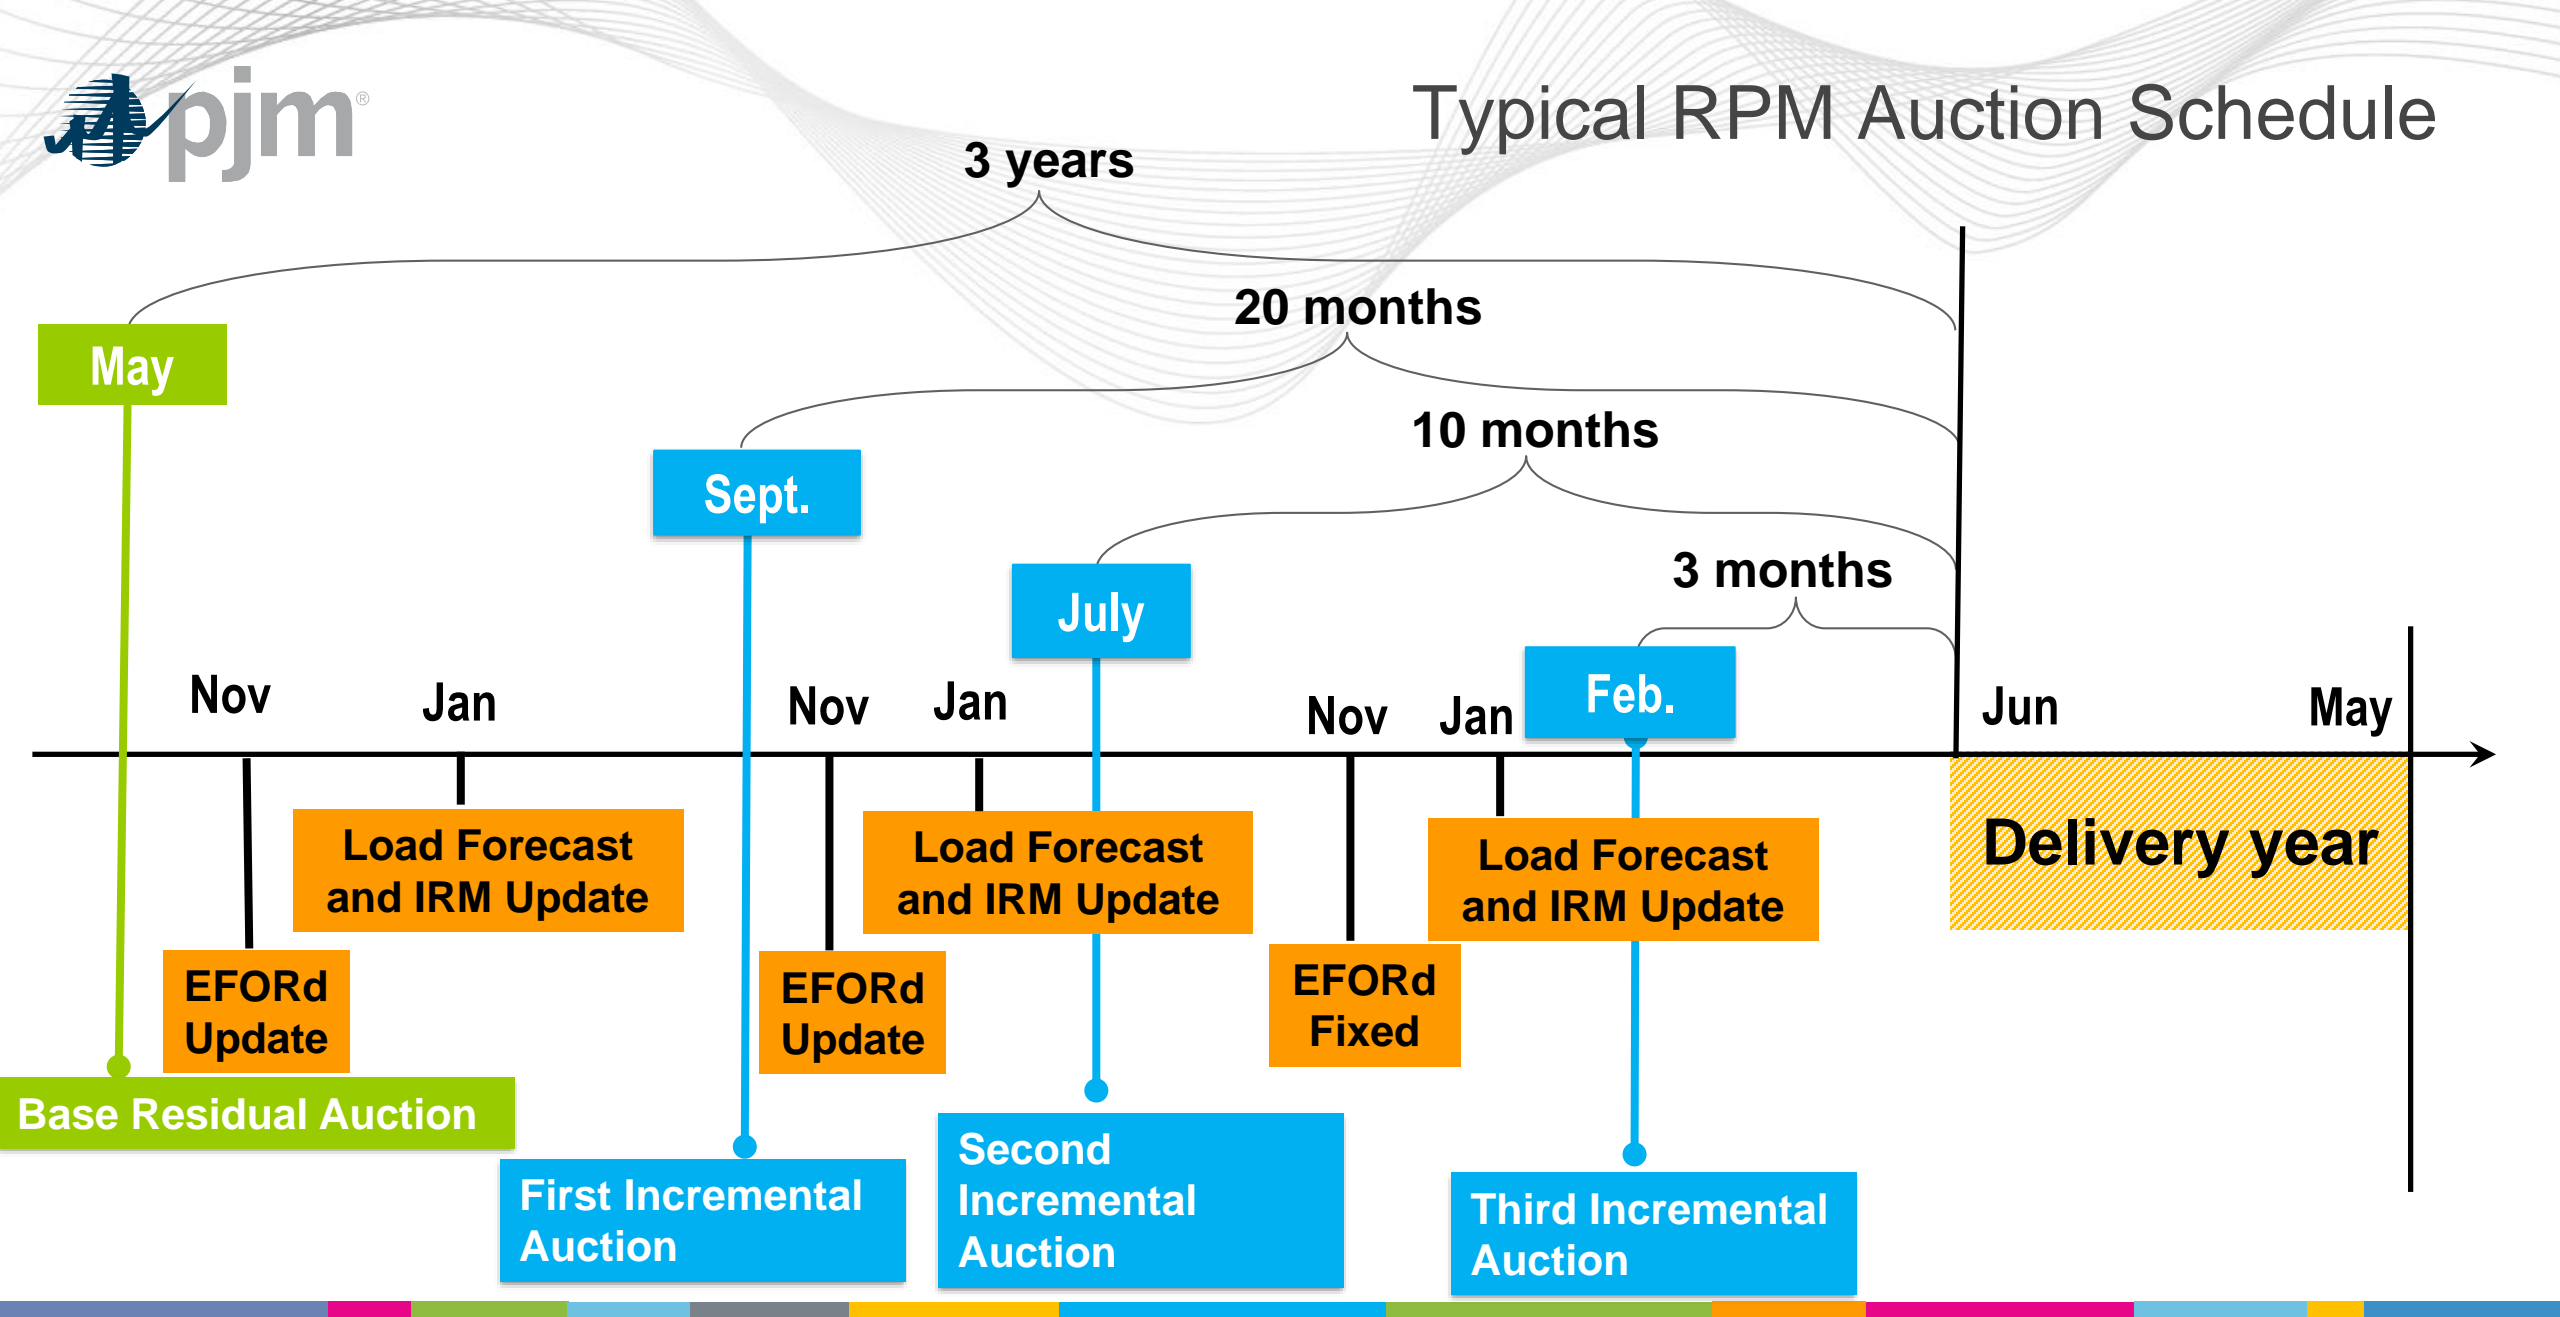 pjm®
Typical RPM Auction Schedule
3 years
20 months
May
10 months
Sept.
3 months
July
Feb.
Nov
Jan
Nov
Jan
Nov
Jan
Jun
May
Delivery year
Load Forecast
and IRM Update
Load Forecast
and IRM Update
Load Forecast
and IRM Update
EFORd
Update
EFORd
Update
EFORd
Fixed
Base Residual Auction
First Incremental
Auction
Second
Incremental
Auction
Third Incremental
Auction